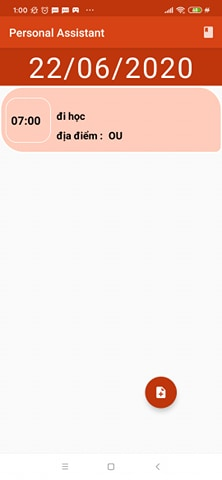 1:00
Personal Assistant
22/06/2020
07:00
đi học
địa điểm : OU